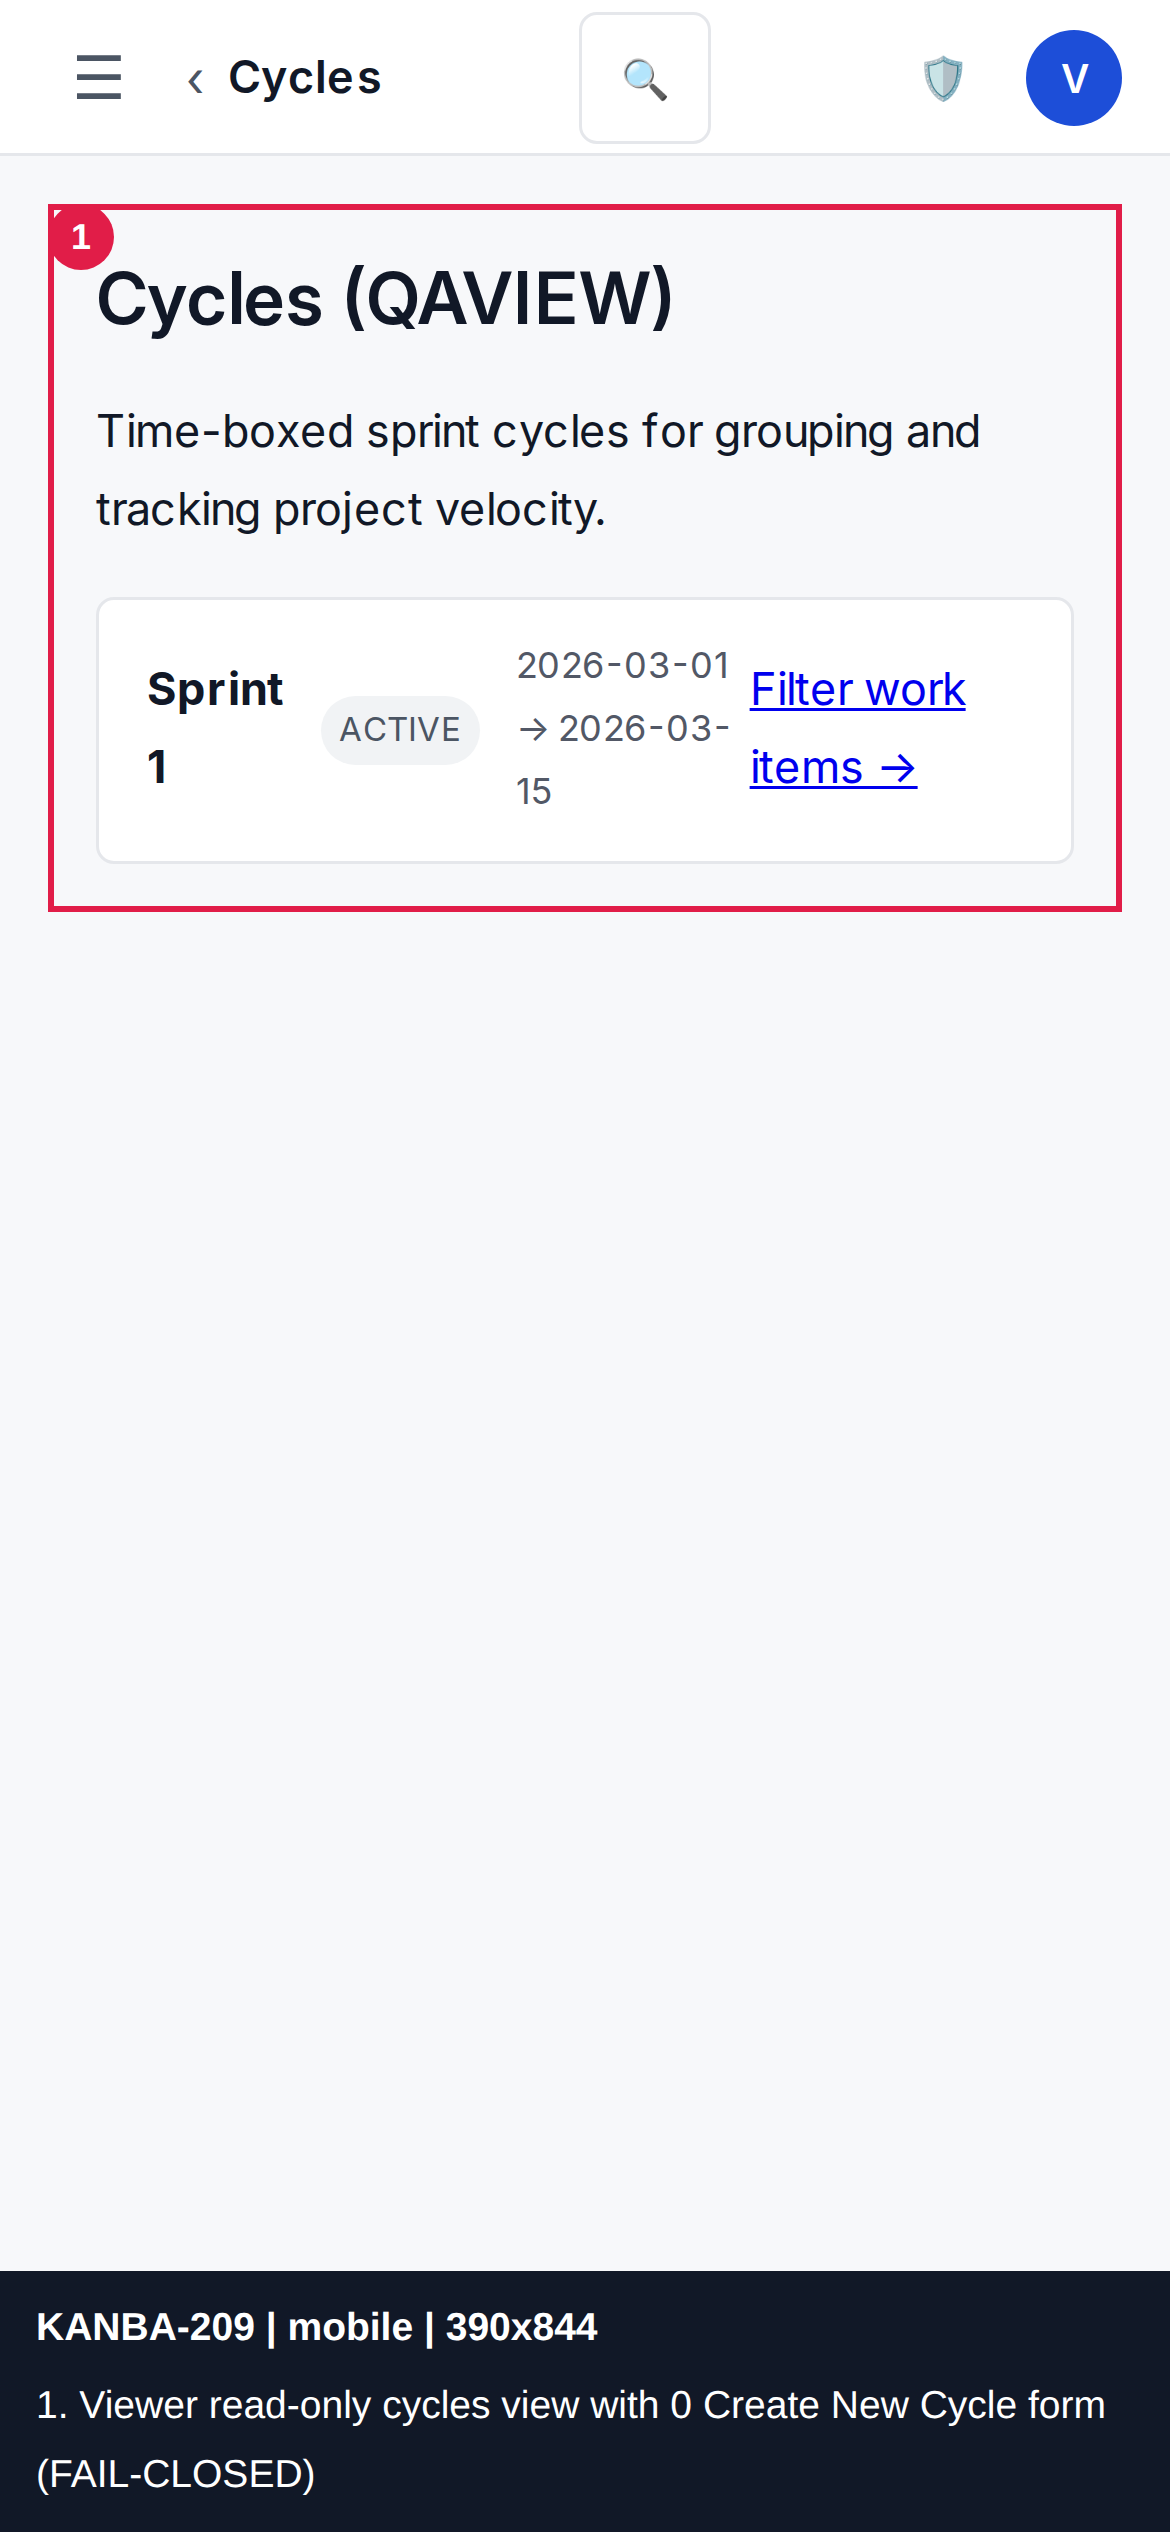 ☰ ‹ Cycles 🔍 🛡️ V
1
Cycles (QAVIEW)
Time-boxed sprint cycles for grouping and
tracking project velocity.
Sprint
1
ACTIVE
2026-03-01
→ 2026-03-
15
Filter work
items →
KANBA-209 | mobile | 390x844
1. Viewer read-only cycles view with 0 Create New Cycle form
(FAIL-CLOSED)